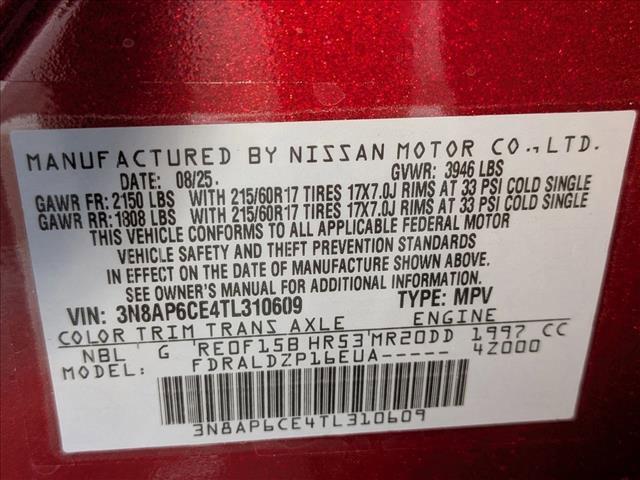 MANUFACTURED BY NISSAN MOTOR CO.,LTD.
DATE: 08/25. GVWR: 3946 LBS
GAWR FR: 2150 LBS WITH 215/60R17 TIRES 17X7.0J RIMS AT 33 PSI COLD SINGLE
GAWR RR: 1808 LBS WITH 215/60R17 TIRES 17X7.0J RIMS AT 33 PSI COLD SINGLE
THIS VEHICLE CONFORMS TO ALL APPLICABLE FEDERAL MOTOR
VEHICLE SAFETY AND THEFT PREVENTION STANDARDS
IN EFFECT ON THE DATE OF MANUFACTURE SHOWN ABOVE.
SEE OWNER'S MANUAL FOR ADDITIONAL INFORMATION.
VIN: 3N8AP6CE4TL310609 TYPE: MPV
COLOR TRIM TRANS AXLE ENGINE
NBL G RE0F15B HR53 MR20DD 1997 CC
MODEL: FDRALDZP16EUA----- 4Z000
3N8AP6CE4TL310609